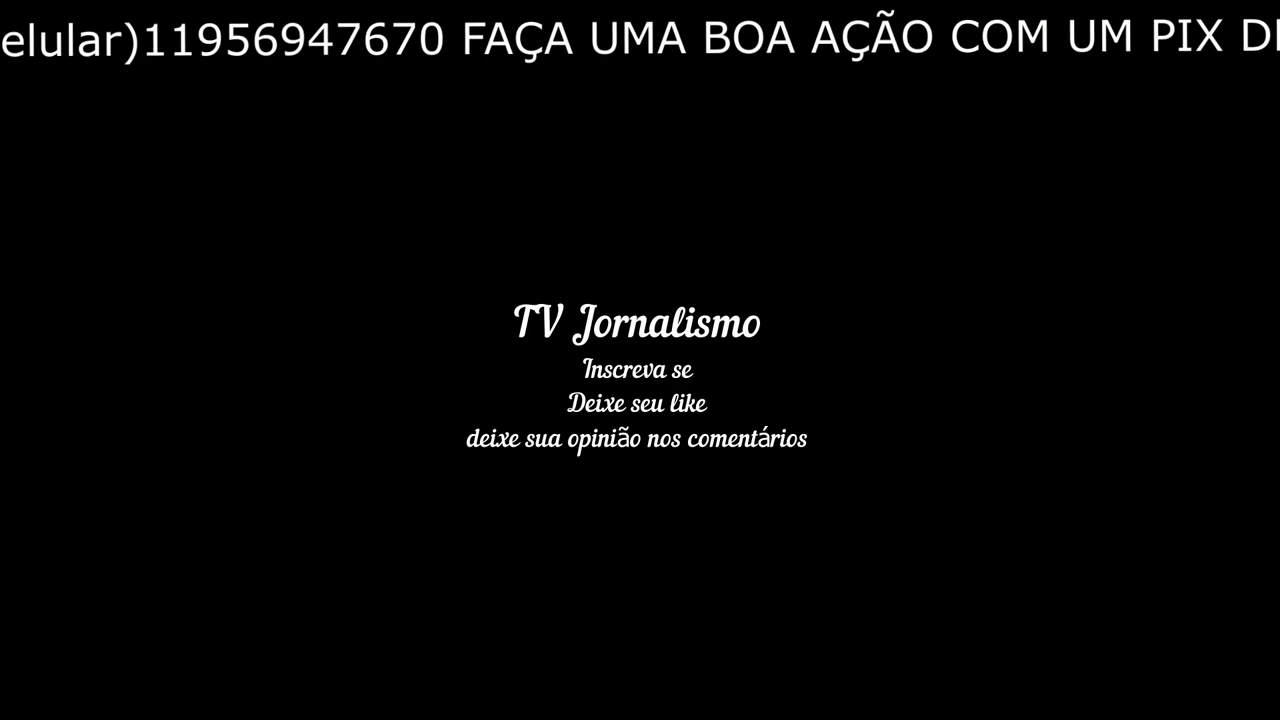 elular)11956947670 FAÇA UMA BOA AÇÃO COM UM PIX
TV Jornalismo
Inscreva se
Deixe seu like
deixe sua opinião nos comentários